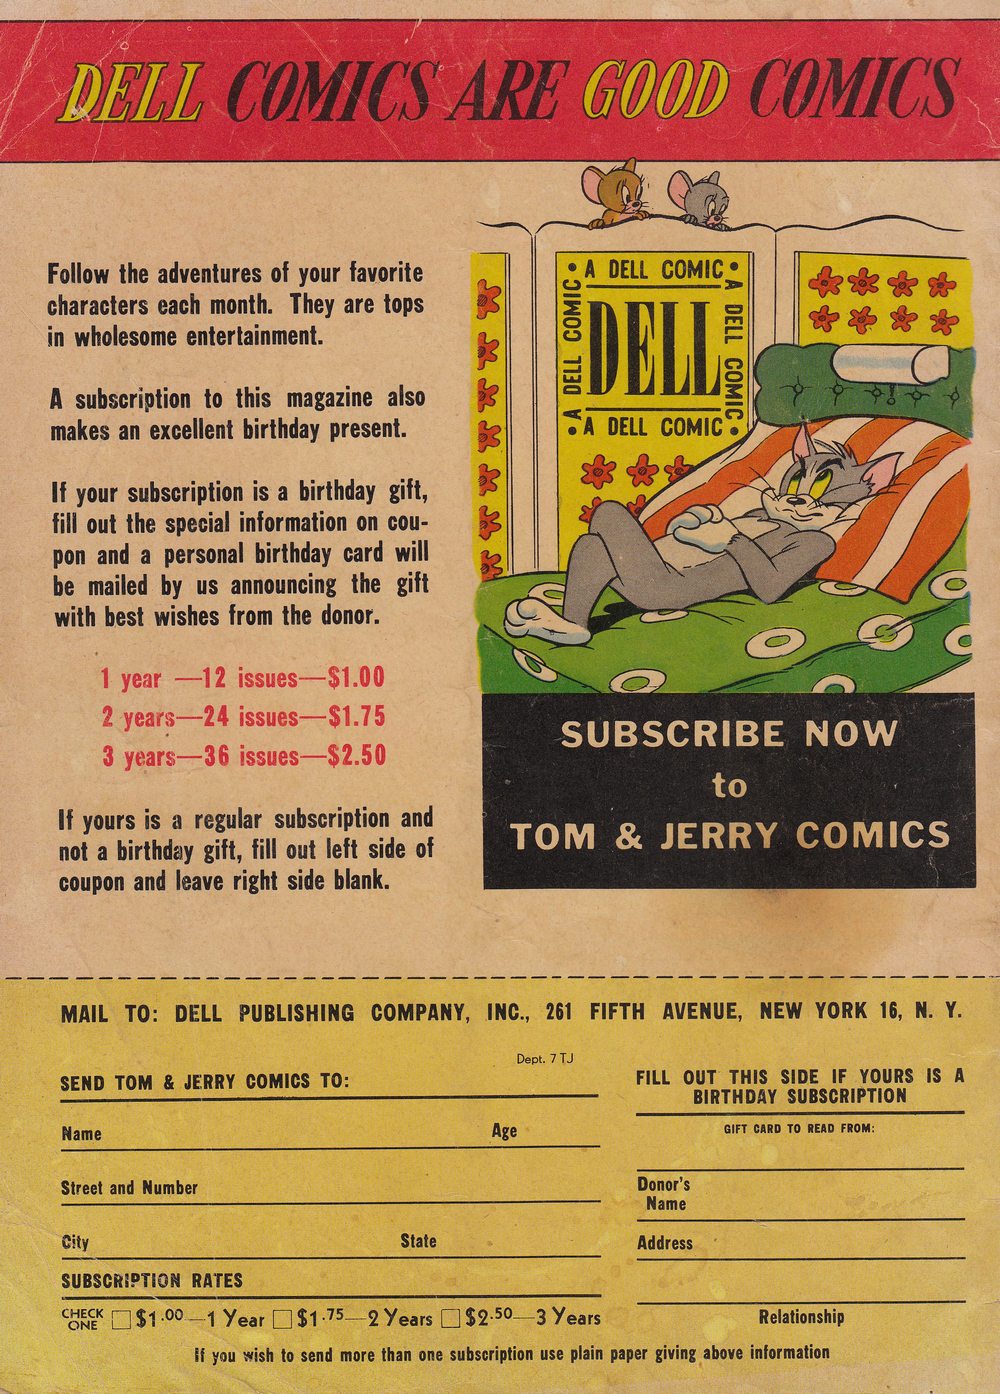 DELL COMICS ARE GOOD COMICS
Follow the adventures of your favorite
characters each month. They are tops
in wholesome entertainment.
A subscription to this magazine also
makes an excellent birthday present.
If your subscription is a birthday gift,
fill out the special information on cou-
pon and a personal birthday card will
be mailed by us announcing the gift
with best wishes from the donor.
1 year —12 issues—$1.00
2 years—24 issues—$1.75
3 years—36 issues—$2.50
If yours is a regular subscription and
not a birthday gift, fill out left side of
coupon and leave right side blank.
• A DELL COMIC •
A DELL COMIC
DELL
A DELL COMIC
• A DELL COMIC •
SUBSCRIBE NOW
to
TOM & JERRY COMICS
MAIL TO: DELL PUBLISHING COMPANY, INC., 261 FIFTH AVENUE, NEW YORK 16, N. Y.
Dept. 7 TJ
SEND TOM & JERRY COMICS TO:
Name Age
Street and Number
City State
SUBSCRIPTION RATES
CHECK ONE $1.00—1 Year $1.75—2 Years $2.50—3 Years
FILL OUT THIS SIDE IF YOURS IS A
BIRTHDAY SUBSCRIPTION
GIFT CARD TO READ FROM:
Donor's
Name
Address
Relationship
If you wish to send more than one subscription use plain paper giving above information